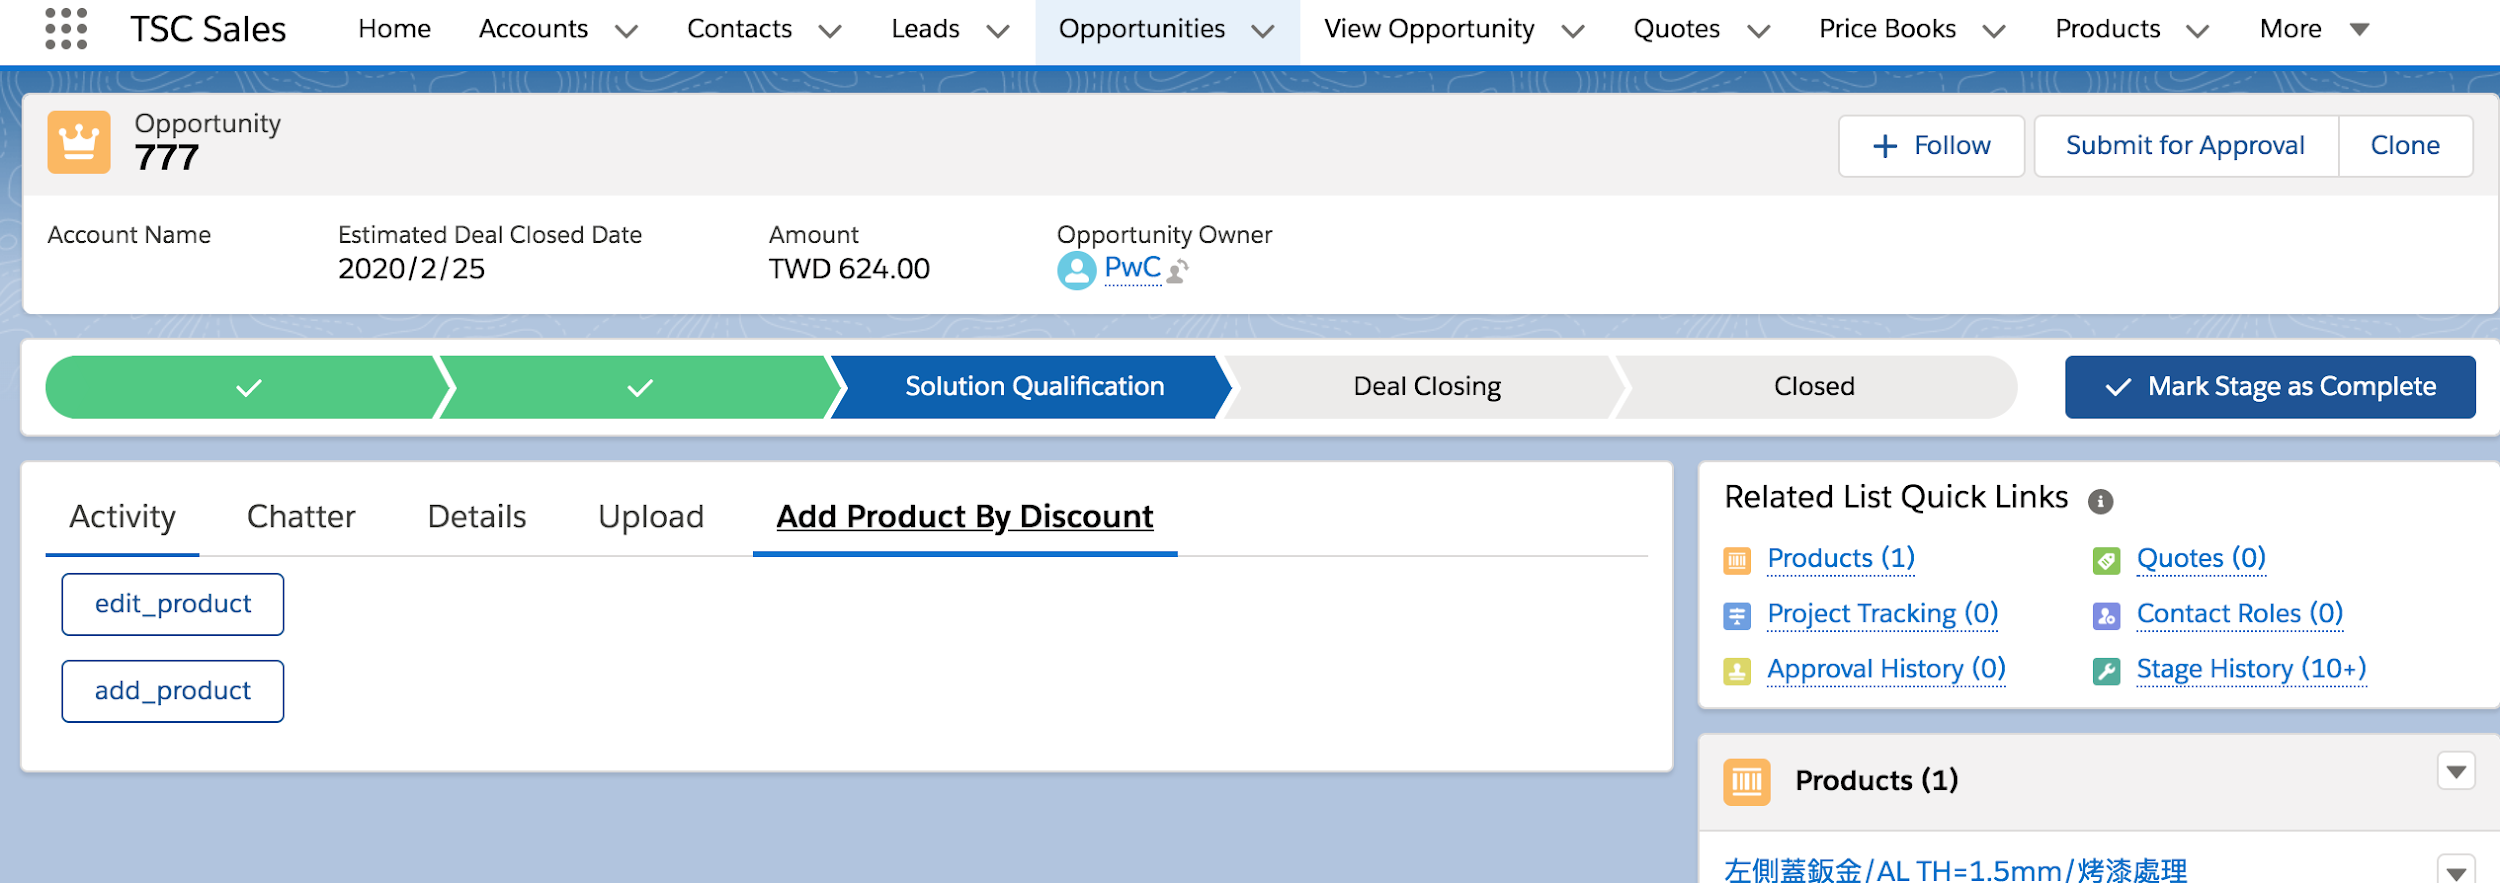 TSC Sales Home Accounts Contacts Leads Opportunities View Opportunity Quotes Price Books Products More
Opportunity
777
Follow Submit for Approval Clone
Account Name Estimated Deal Closed Date Amount Opportunity Owner
2020/2/25 TWD 624.00 PwC
Solution Qualification Deal Closing Closed Mark Stage as Complete
Activity Chatter Details Upload Add Product By Discount
edit_product
add_product
Related List Quick Links
Products (1) Quotes (0)
Project Tracking (0) Contact Roles (0)
Approval History (0) Stage History (10+)
Products (1)
左側蓋鈑金/AL TH=1.5mm/烤漆處理